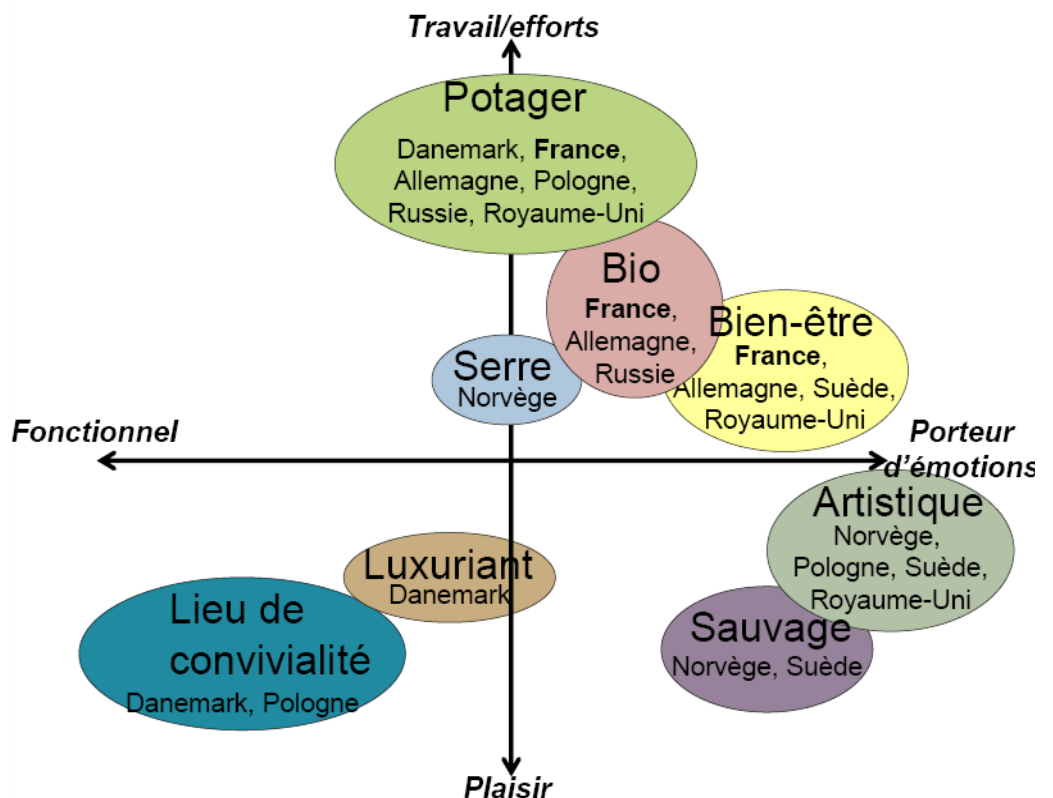 Travail/efforts
Potager
Danemark, France,
Allemagne, Pologne,
Russie, Royaume-Uni
Bio
France,
Allemagne,
Russie
Bien-être
France,
Allemagne, Suède,
Royaume-Uni
Serre
Norvège
Fonctionnel
Porteur
d'émotions
Artistique
Norvège,
Pologne, Suède,
Royaume-Uni
Luxuriant
Danemark
Lieu de
convivialité
Danemark, Pologne
Sauvage
Norvège, Suède
Plaisir